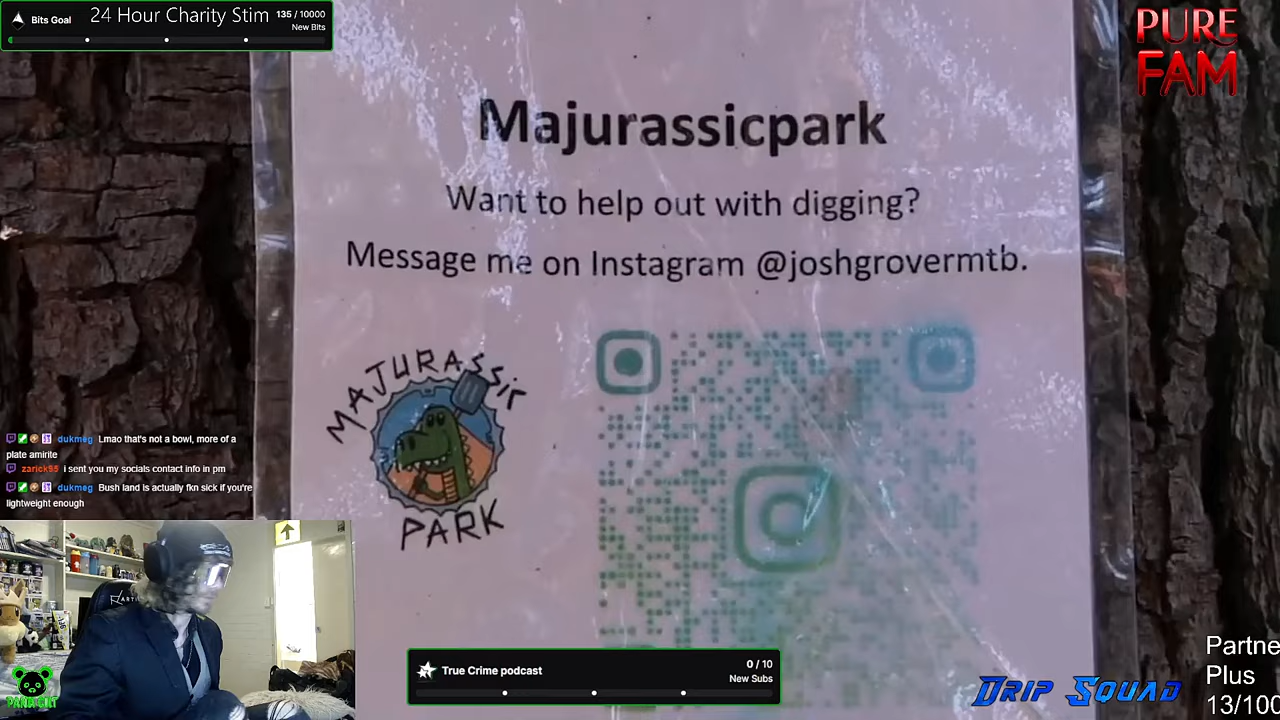 Bits Goal
24 Hour Charity Stim
135 / 10000
New Bits
PURE
FAM
Majurassicpark
Want to help out with digging?
Message me on Instagram @joshgrovermtb.
MAJURASSIC
PARK
dukmeg Lmao that's not a bowl, more of a
plate amirite
zarick95 i sent you my socials contact info in pm
dukmeg Bush land is actually fkn sick if you're
lightweight enough
True Crime podcast
0 / 10
New Subs
DRIP SQUAD
Partne
Plus
13/100